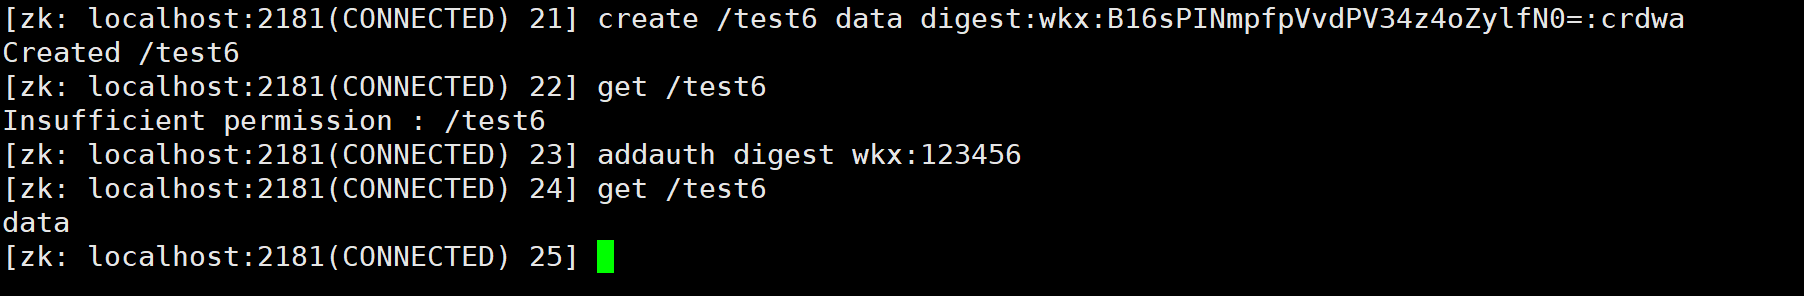 [zk: localhost:2181(CONNECTED) 21] create /test6 data digest:wkx:B16sPINmpfpVvdPV34z4oZylfN0=:crdwa
Created /test6
[zk: localhost:2181(CONNECTED) 22] get /test6
Insufficient permission : /test6
[zk: localhost:2181(CONNECTED) 23] addauth digest wkx:123456
[zk: localhost:2181(CONNECTED) 24] get /test6
data
[zk: localhost:2181(CONNECTED) 25]